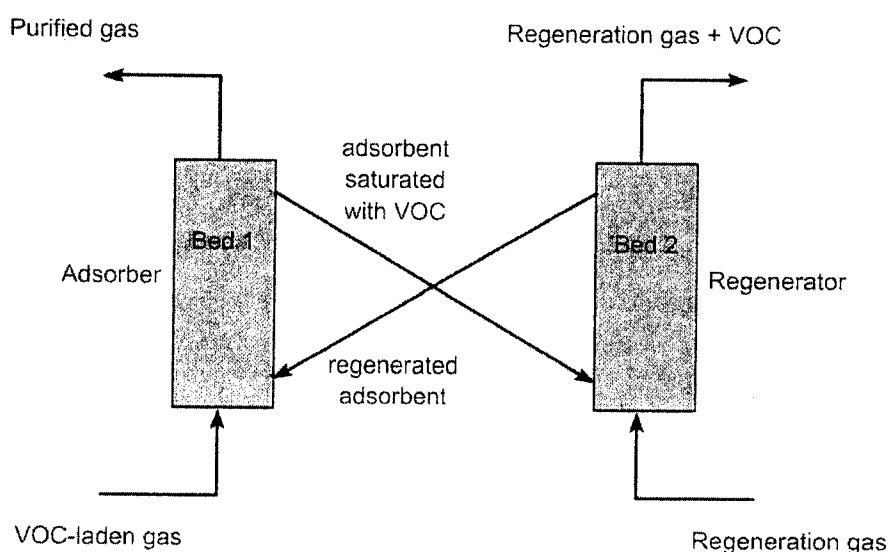 Purified gas
Regeneration gas + VOC
adsorbent
saturated
with VOC
Bed 1
Bed 2
Adsorber
Regenerator
regenerated
adsorbent
VOC-laden gas
Regeneration gas